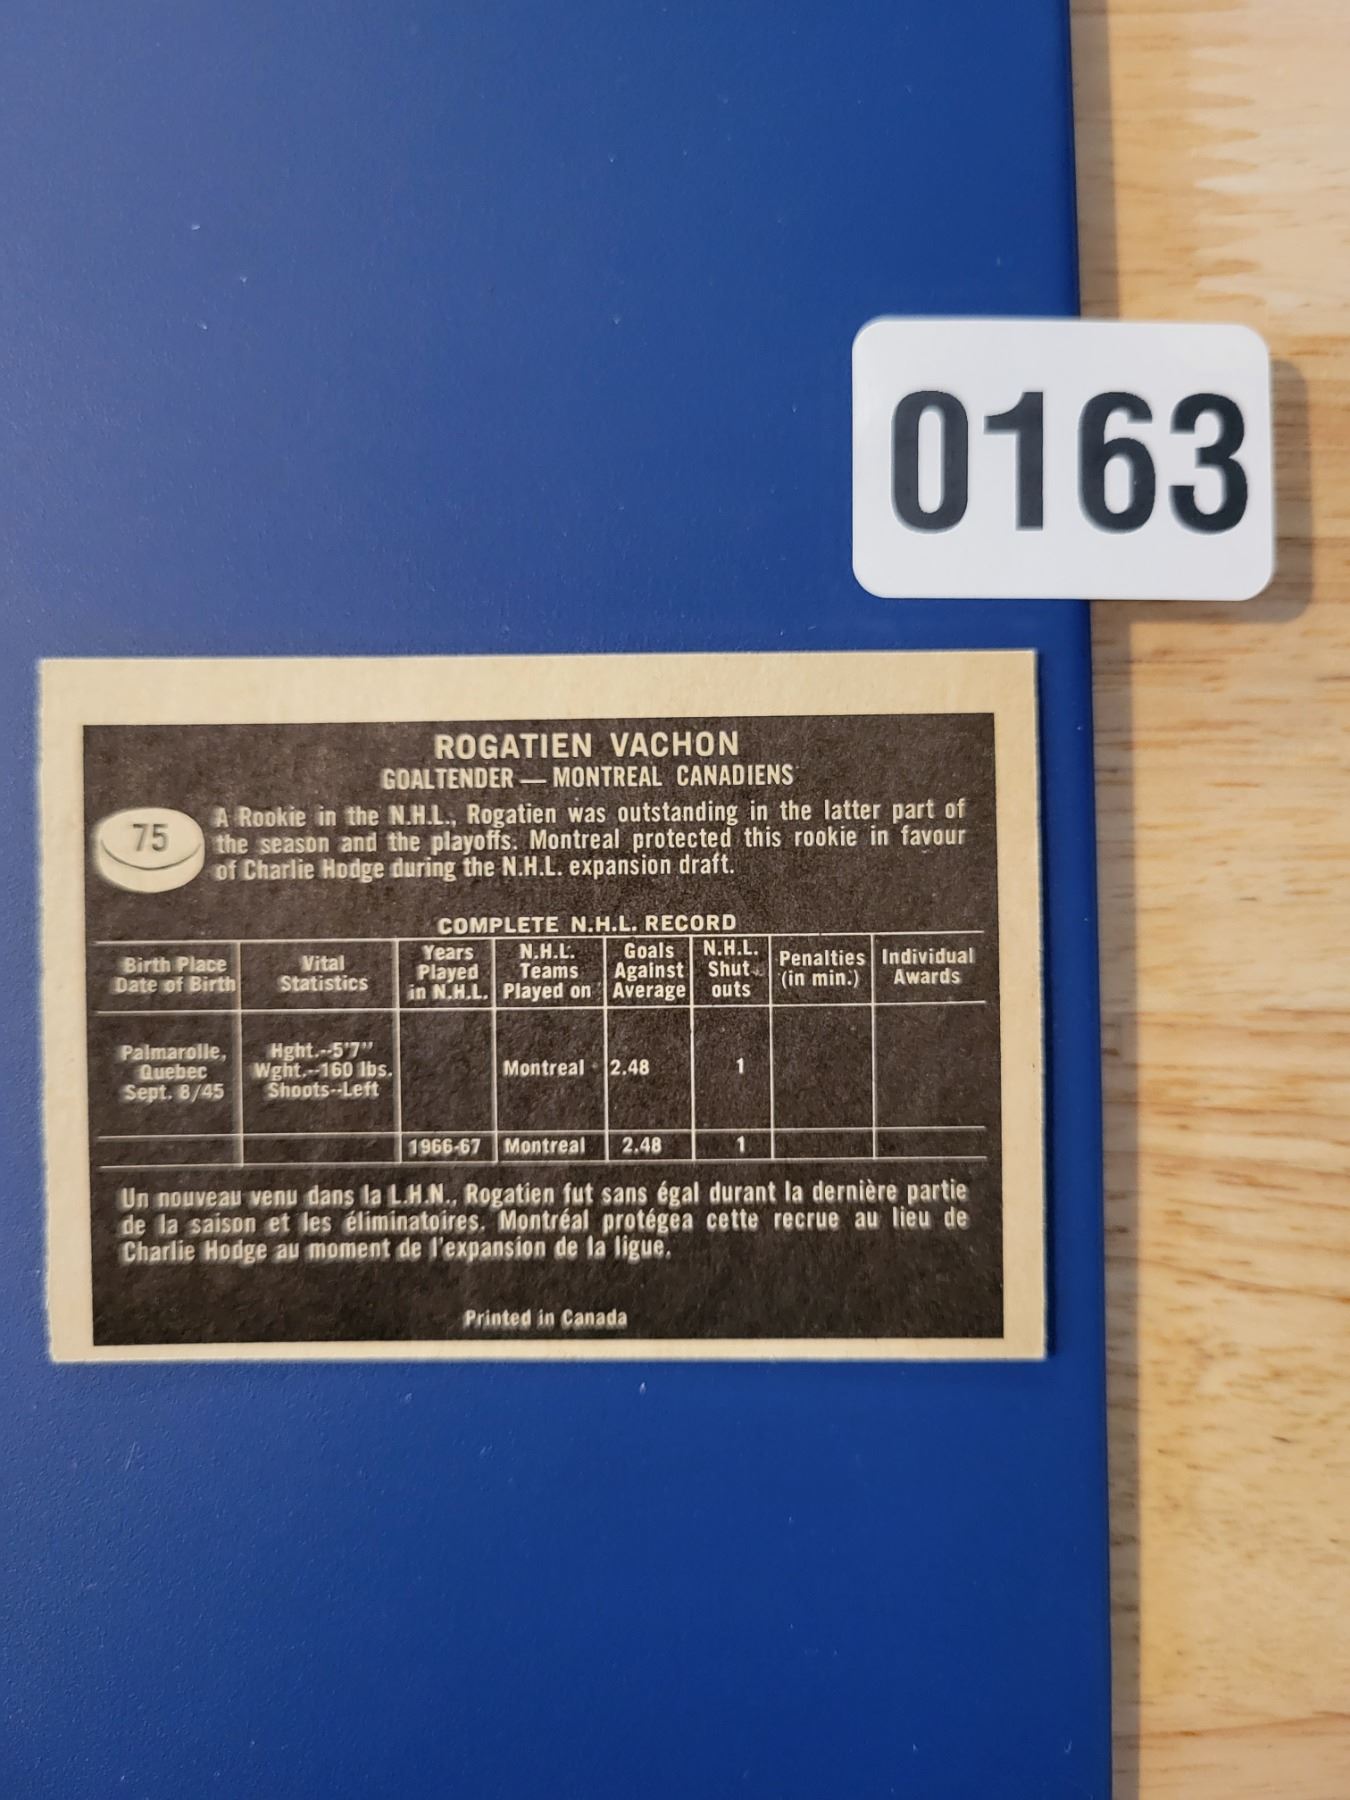 0163
ROGATIEN VACHON
GOALTENDER — MONTREAL CANADIENS
75
A Rookie in the N.H.L., Rogatien was outstanding in the latter part of
the season and the playoffs. Montreal protected this rookie in favour
of Charlie Hodge during the N.H.L. expansion draft.
COMPLETE N.H.L. RECORD
Birth Place
Date of Birth
Vital
Statistics
Years
Played
in N.H.L.
N.H.L.
Teams
Played on
Goals
Against
Average
N.H.L.
Shut
outs
Penalties
(in min.)
Individual
Awards
Palmarolle,
Quebec
Sept. 8/45
Hght.--5'7"
Wght.--160 lbs.
Shoots--Left
Montreal
2.48
1
1966-67
Montreal
2.48
1
Un nouveau venu dans la L.H.N., Rogatien fut sans égal durant la dernière partie
de la saison et les éliminatoires. Montréal protégea cette recrue au lieu de
Charlie Hodge au moment de l'expansion de la ligue.
Printed in Canada